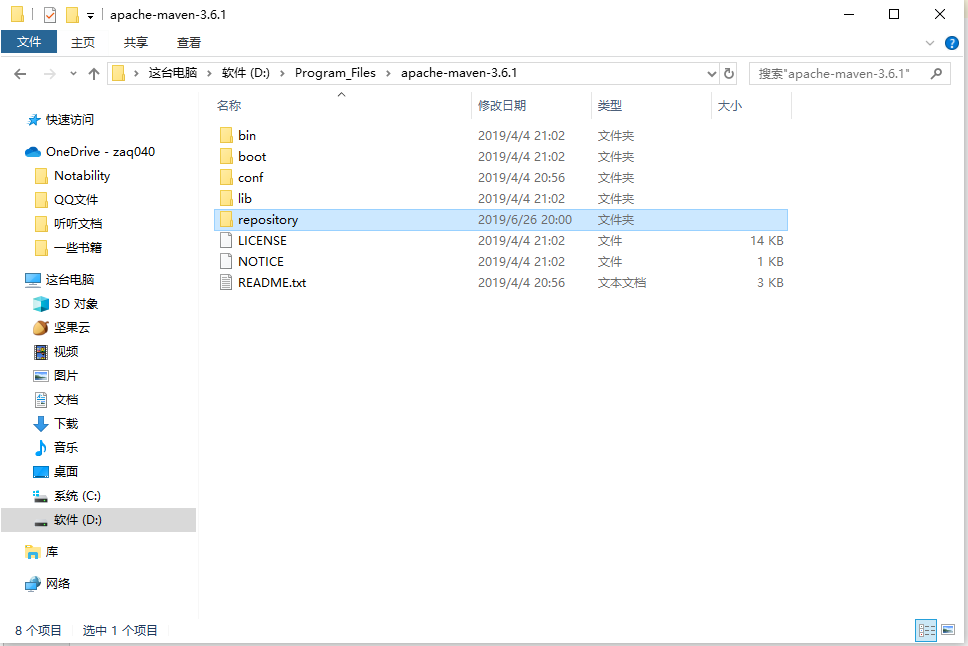 apache-maven-3.6.1
文件 主页 共享 查看
这台电脑 软件 (D:) Program_Files apache-maven-3.6.1 搜索"apache-maven-3.6.1"
名称 修改日期 类型 大小
快速访问
OneDrive - zaq040
Notability
QQ文件
听听文档
一些书籍
这台电脑
3D 对象
坚果云
视频
图片
文档
下载
音乐
桌面
系统 (C:)
软件 (D:)
库
网络
bin 2019/4/4 21:02 文件夹
boot 2019/4/4 21:02 文件夹
conf 2019/4/4 20:56 文件夹
lib 2019/4/4 21:02 文件夹
repository 2019/6/26 20:00 文件夹
LICENSE 2019/4/4 21:02 文件 14 KB
NOTICE 2019/4/4 21:02 文件 1 KB
README.txt 2019/4/4 20:56 文本文档 3 KB
8 个项目 选中 1 个项目